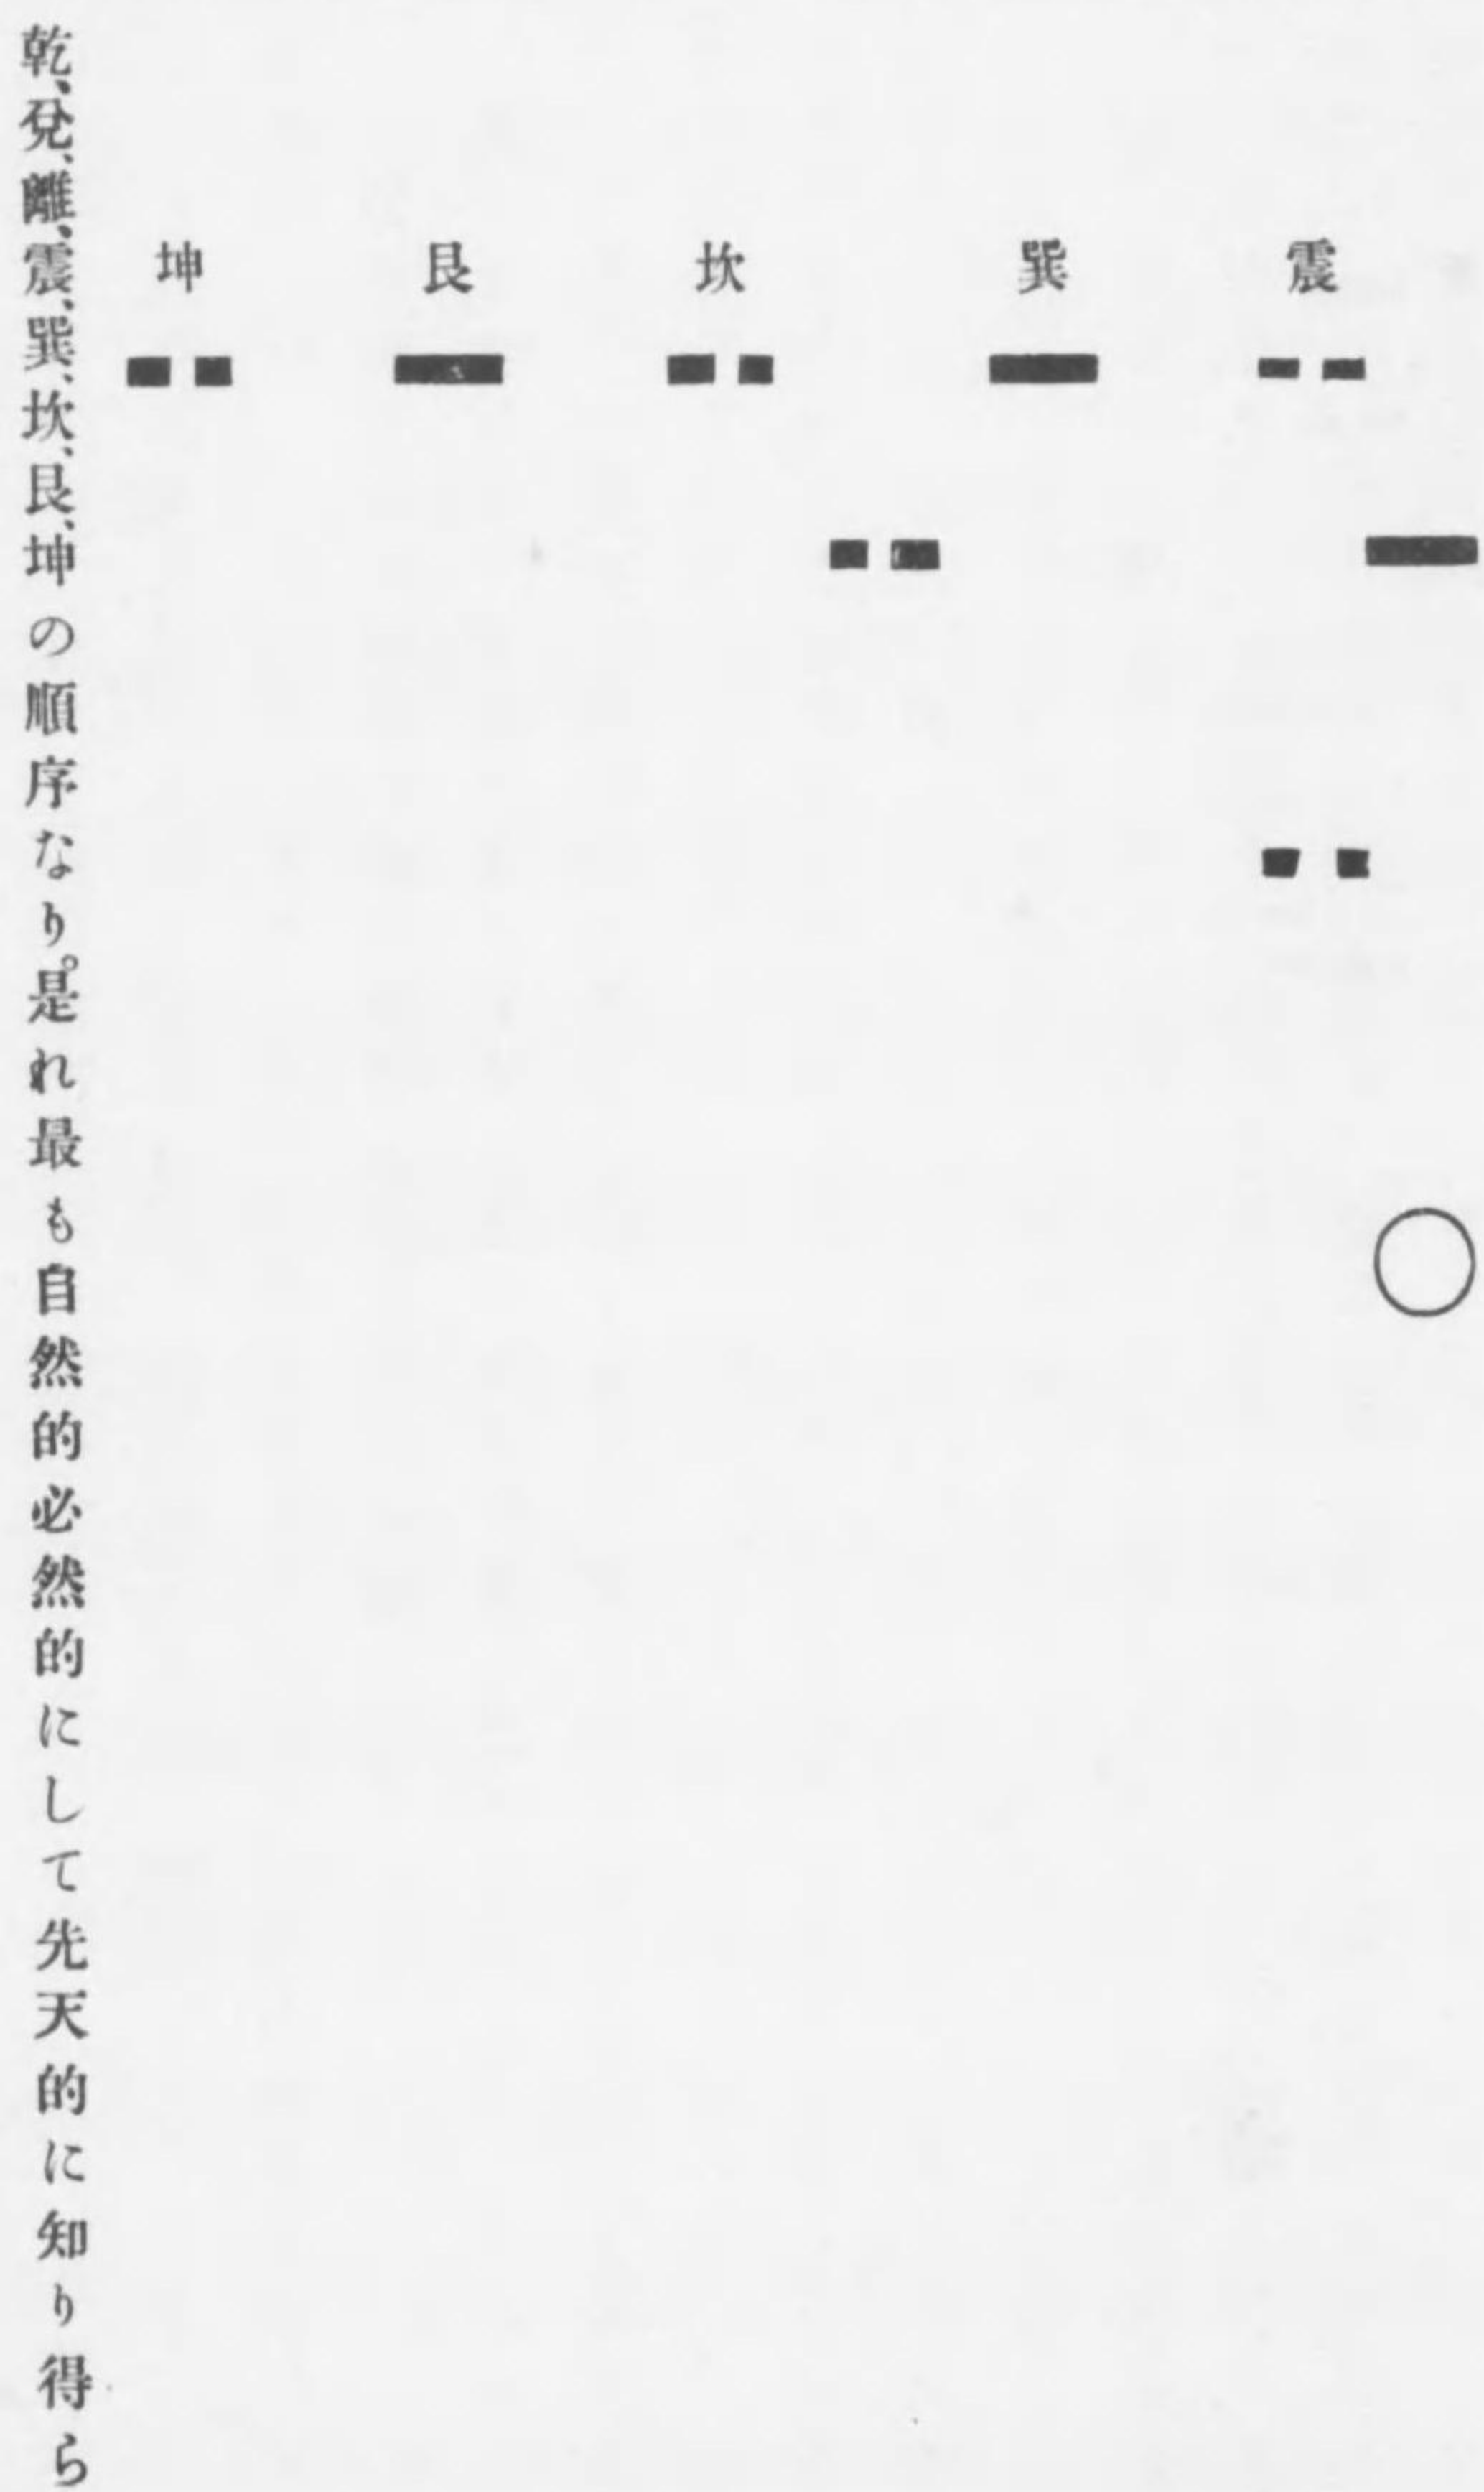 震
巽
坎
艮
坤
乾、兌、離、震、巽、坎、艮、坤の順序なり。是れ最も自然的必然的にして先天的に知り得ら